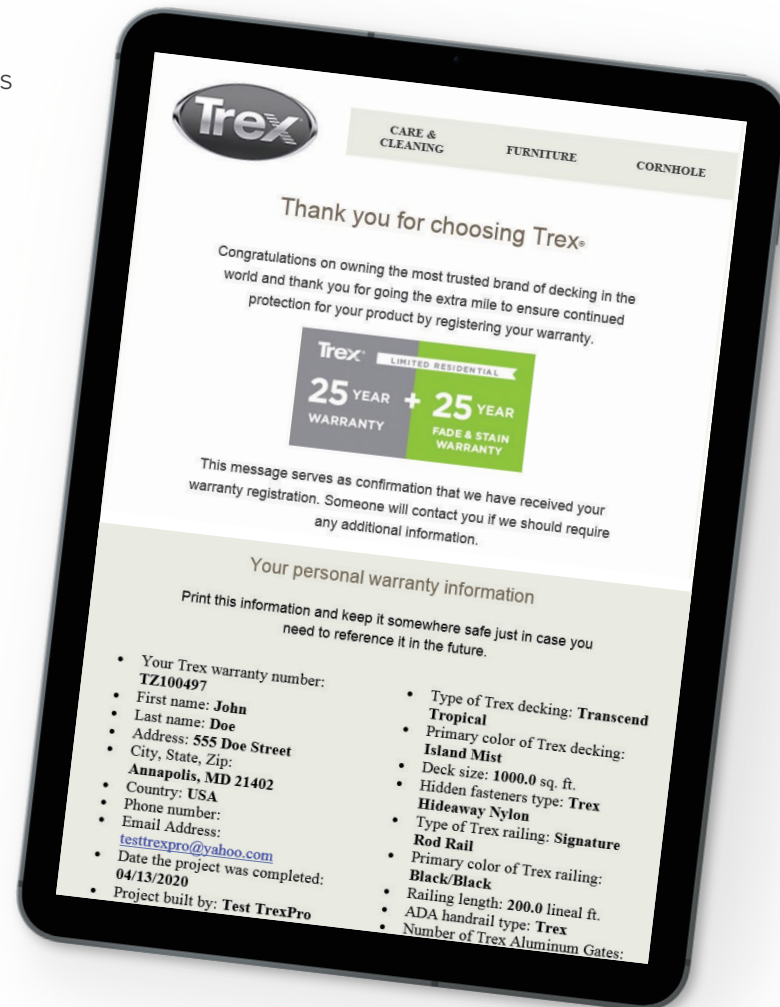 s
Trex
CARE &
CLEANING
FURNITURE
CORNHOLE
Thank you for choosing Trex®
Congratulations on owning the most trusted brand of decking in the
world and thank you for going the extra mile to ensure continued
protection for your product by registering your warranty.
Trex®
LIMITED RESIDENTIAL
25 YEAR
WARRANTY
+ 25 YEAR
FADE & STAIN
WARRANTY
This message serves as confirmation that we have received your
warranty registration. Someone will contact you if we should require
any additional information.
Your personal warranty information
Print this information and keep it somewhere safe just in case you
need to reference it in the future.
• Your Trex warranty number:
TZ100497
• First name: John
• Last name: Doe
• Address: 555 Doe Street
• City, State, Zip:
Annapolis, MD 21402
• Country: USA
• Phone number:
• Email Address:
testtrexpro@yahoo.com
• Date the project was completed:
04/13/2020
• Project built by: Test TrexPro
• Type of Trex decking: Transcend
Tropical
• Primary color of Trex decking:
Island Mist
• Deck size: 1000.0 sq. ft.
• Hidden fasteners type: Trex
Hideaway Nylon
• Type of Trex railing: Signature
Rod Rail
• Primary color of Trex railing:
Black/Black
• Railing length: 200.0 lineal ft.
• ADA handrail type: Trex
• Number of Trex Aluminum Gates: